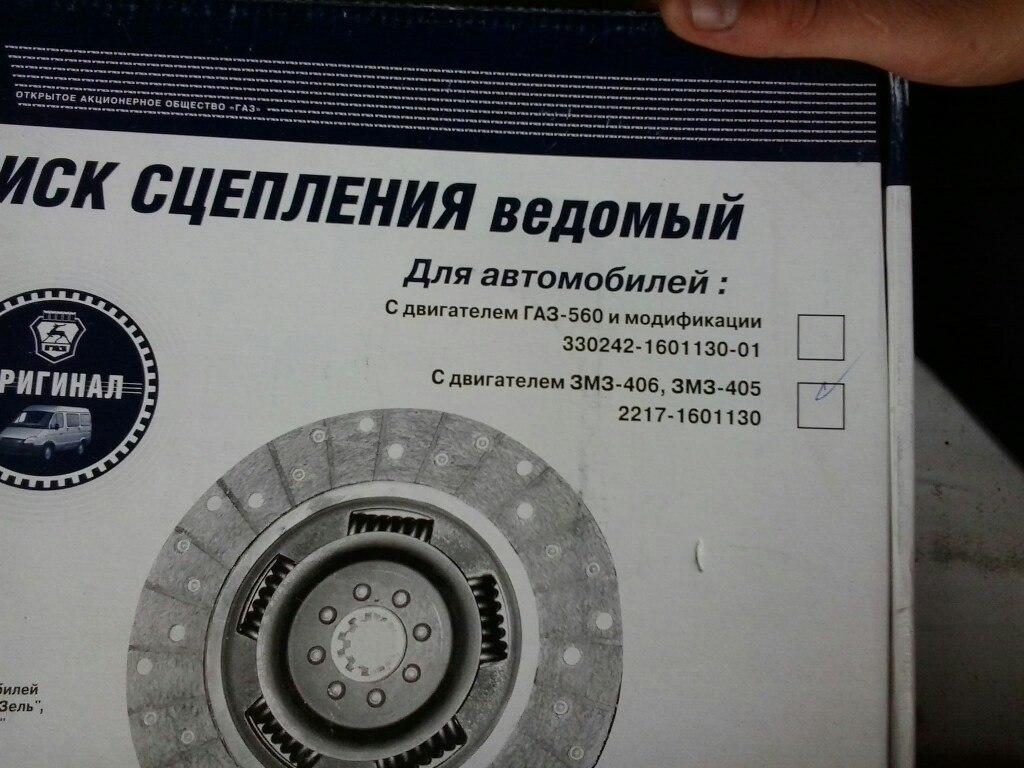 ОТКРЫТОЕ АКЦИОНЕРНОЕ ОБЩЕСТВО «ГАЗ»
ИСК СЦЕПЛЕНИЯ ведомый
Для автомобилей :
С двигателем ГАЗ-560 и модификации
330242-1601130-01
С двигателем ЗМЗ-406, ЗМЗ-405
2217-1601130
ГАЗ
РИГИНАЛ
билей
Зель",
"